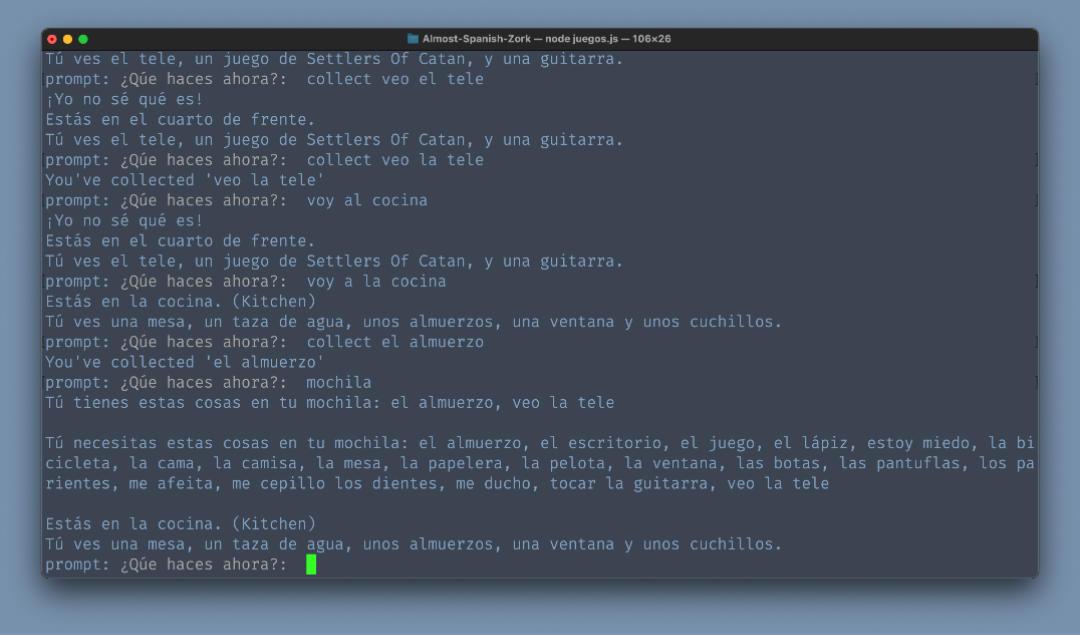 Almost-Spanish-Zork — node juegos.js — 106×26
Tú ves el tele, un juego de Settlers Of Catan, y una guitarra.
prompt: ¿Qúe haces ahora?:  collect veo el tele
¡Yo no sé qué es!
Estás en el cuarto de frente.
Tú ves el tele, un juego de Settlers Of Catan, y una guitarra.
prompt: ¿Qúe haces ahora?:  collect veo la tele
You've collected 'veo la tele'
prompt: ¿Qúe haces ahora?:  voy al cocina
¡Yo no sé qué es!
Estás en el cuarto de frente.
Tú ves el tele, un juego de Settlers Of Catan, y una guitarra.
prompt: ¿Qúe haces ahora?:  voy a la cocina
Estás en la cocina. (Kitchen)
Tú ves una mesa, un taza de agua, unos almuerzos, una ventana y unos cuchillos.
prompt: ¿Qúe haces ahora?:  collect el almuerzo
You've collected 'el almuerzo'
prompt: ¿Qúe haces ahora?:  mochila
Tú tienes estas cosas en tu mochila: el almuerzo, veo la tele
Tú necesitas estas cosas en tu mochila: el almuerzo, el escritorio, el juego, el lápiz, estoy miedo, la bi
cicleta, la cama, la camisa, la mesa, la papelera, la pelota, la ventana, las botas, las pantuflas, los pa
rientes, me afeita, me cepillo los dientes, me ducho, tocar la guitarra, veo la tele
Estás en la cocina. (Kitchen)
Tú ves una mesa, un taza de agua, unos almuerzos, una ventana y unos cuchillos.
prompt: ¿Qúe haces ahora?: